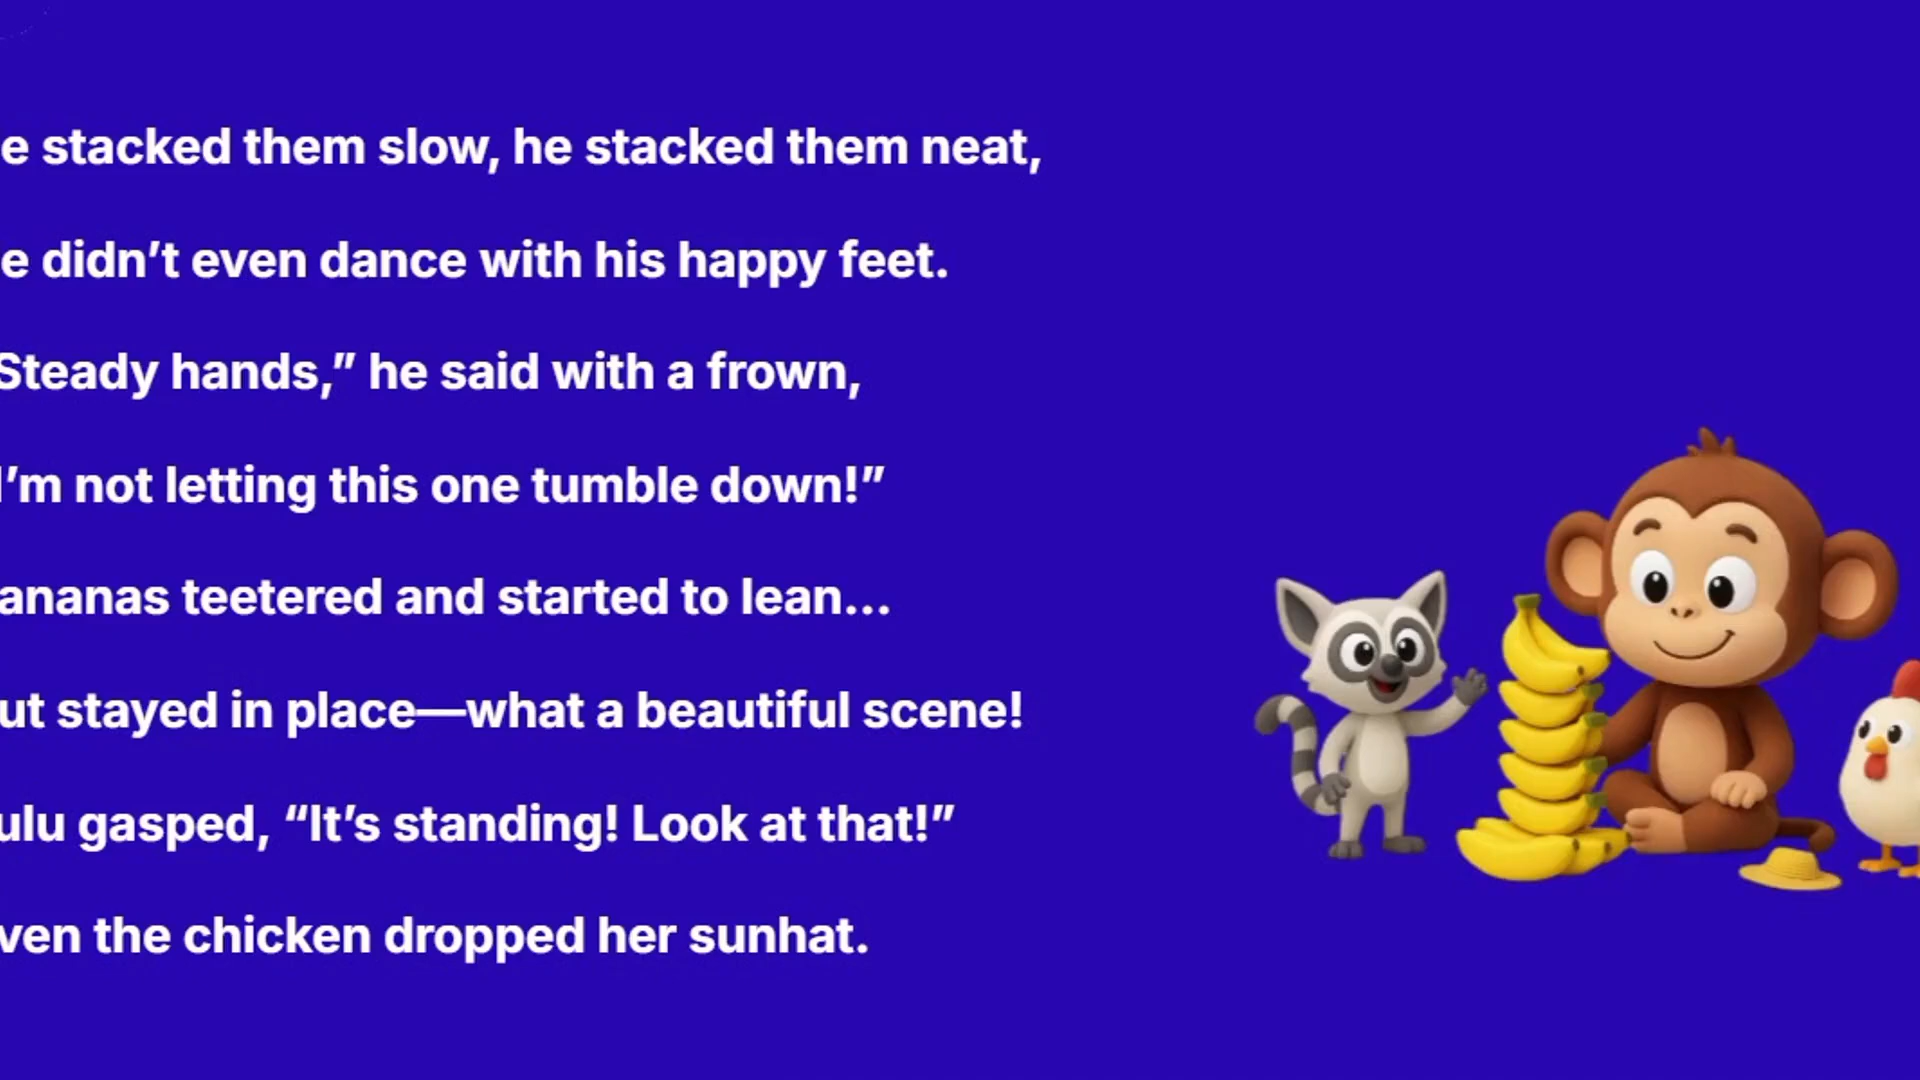 e stacked them slow, he stacked them neat,
e didn’t even dance with his happy feet.
Steady hands,” he said with a frown,
I’m not letting this one tumble down!”
ananas teetered and started to lean...
ut stayed in place—what a beautiful scene!
ulu gasped, “It’s standing! Look at that!”
ven the chicken dropped her sunhat.